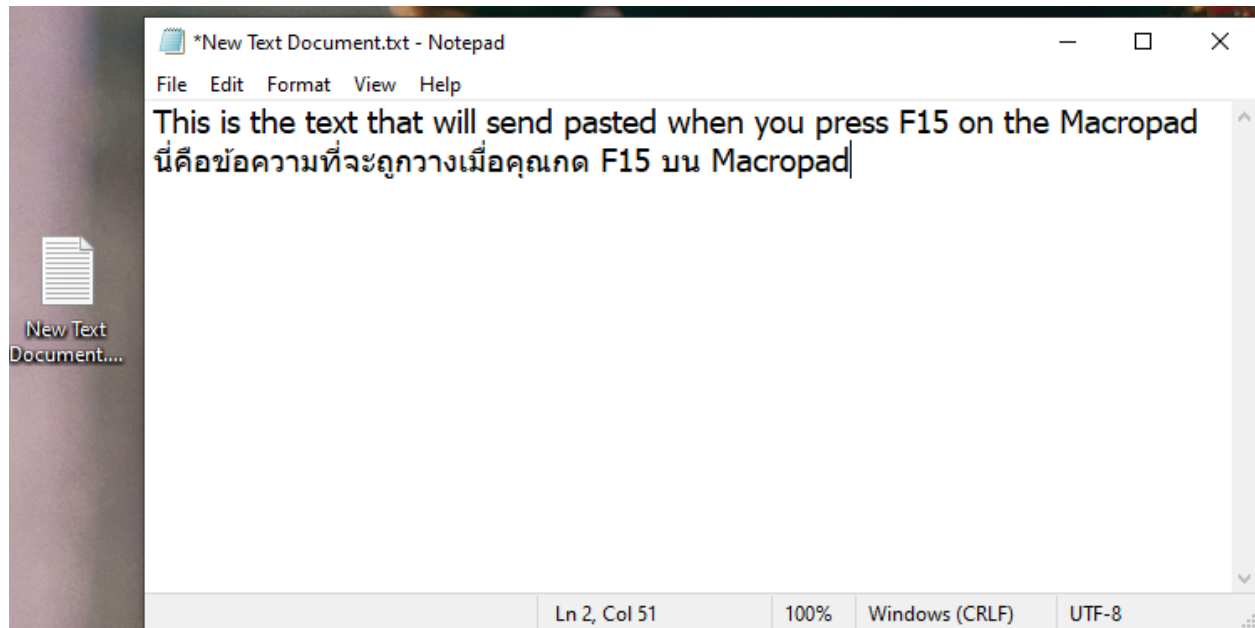 *New Text Document.txt - Notepad
File Edit Format View Help
This is the text that will send pasted when you press F15 on the Macropad
นี่คือข้อความที่จะถูกวางเมื่อคุณกด F15 บน Macropad
New Text
Document....
Ln 2, Col 51 100% Windows (CRLF) UTF-8